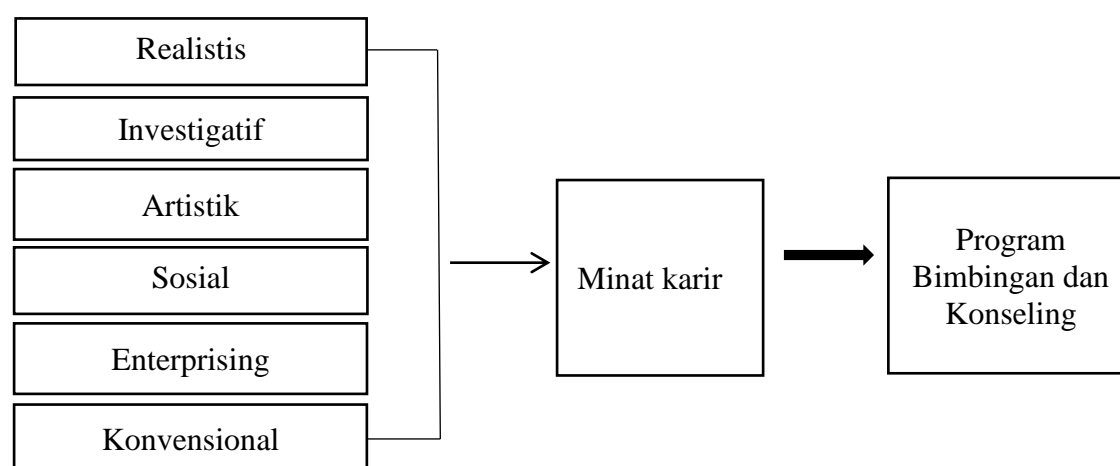 Realistis
Investigatif
Artistik
Sosial
Enterprising
Konvensional
Minat karir
Program
Bimbingan dan
Konseling